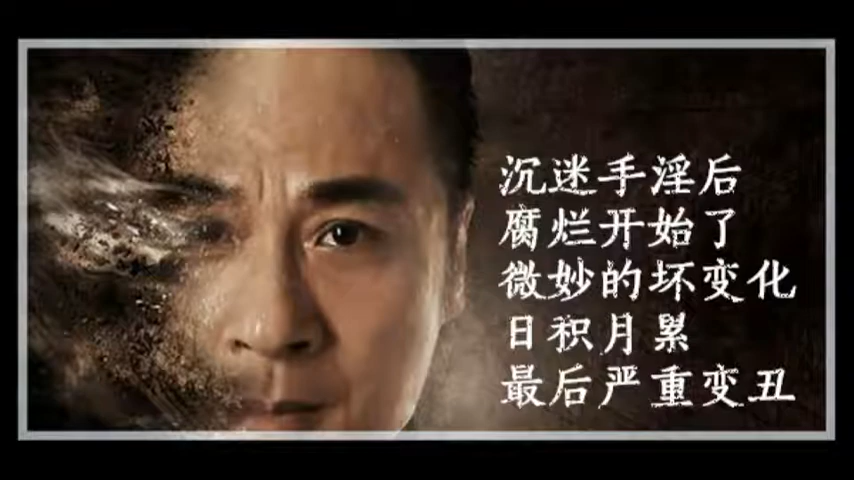 沉迷手淫后
腐烂开始了
微妙的坏变化
日积月累
最后严重变丑